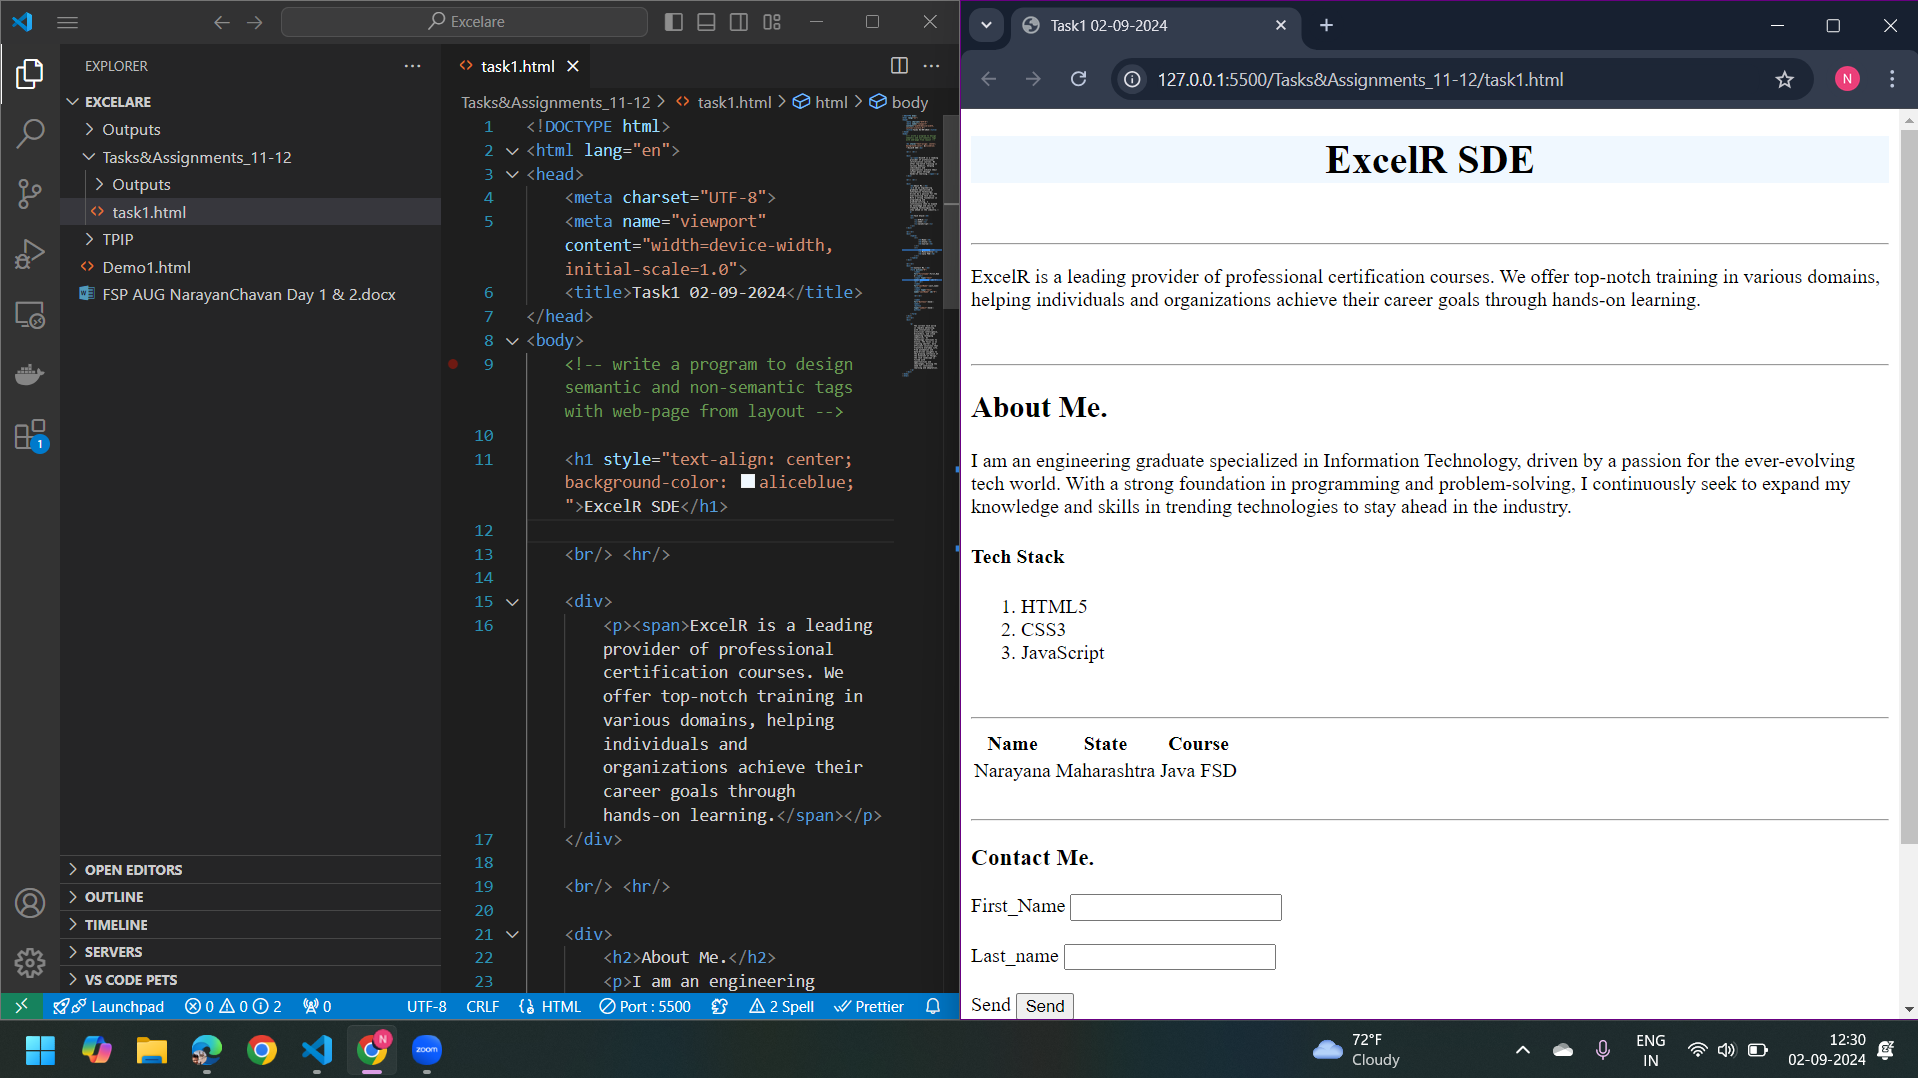 Excelare
EXPLORER
EXCELARE
Outputs
Tasks&Assignments_11-12
Outputs
task1.html
TPIP
Demo1.html
FSP AUG NarayanChavan Day 1 & 2.docx
OPEN EDITORS
OUTLINE
TIMELINE
SERVERS
VS CODE PETS
1
task1.html
Tasks&Assignments_11-12 > task1.html > html > body
1 <!DOCTYPE html>
2 <html lang="en">
3 <head>
4 <meta charset="UTF-8">
5 <meta name="viewport"
content="width=device-width,
initial-scale=1.0">
6 <title>Task1 02-09-2024</title>
7 </head>
8 <body>
9 <!-- write a program to design
semantic and non-semantic tags
with web-page from layout -->
10
11 <h1 style="text-align: center;
background-color: aliceblue;
">ExcelR SDE</h1>
12
13 <br/> <hr/>
14
15 <div>
16 <p><span>ExcelR is a leading
provider of professional
certification courses. We
offer top-notch training in
various domains, helping
individuals and
organizations achieve their
career goals through
hands-on learning.</span></p>
17 </div>
18
19 <br/> <hr/>
20
21 <div>
22 <h2>About Me.</h2>
23 <p>I am an engineering
Launchpad 0 0 2 0 UTF-8 CRLF {} HTML Port : 5500 2 Spell Prettier
Task1 02-09-2024
127.0.0.1:5500/Tasks&Assignments_11-12/task1.html
N
ExcelR SDE
ExcelR is a leading provider of professional certification courses. We offer top-notch training in various domains,
helping individuals and organizations achieve their career goals through hands-on learning.
About Me.
I am an engineering graduate specialized in Information Technology, driven by a passion for the ever-evolving
tech world. With a strong foundation in programming and problem-solving, I continuously seek to expand my
knowledge and skills in trending technologies to stay ahead in the industry.
Tech Stack
1. HTML5
2. CSS3
3. JavaScript
Name State Course
Narayana Maharashtra Java FSD
Contact Me.
First_Name
Last_name
Send Send
N
zoom
72°F
Cloudy
ENG
IN
12:30
02-09-2024